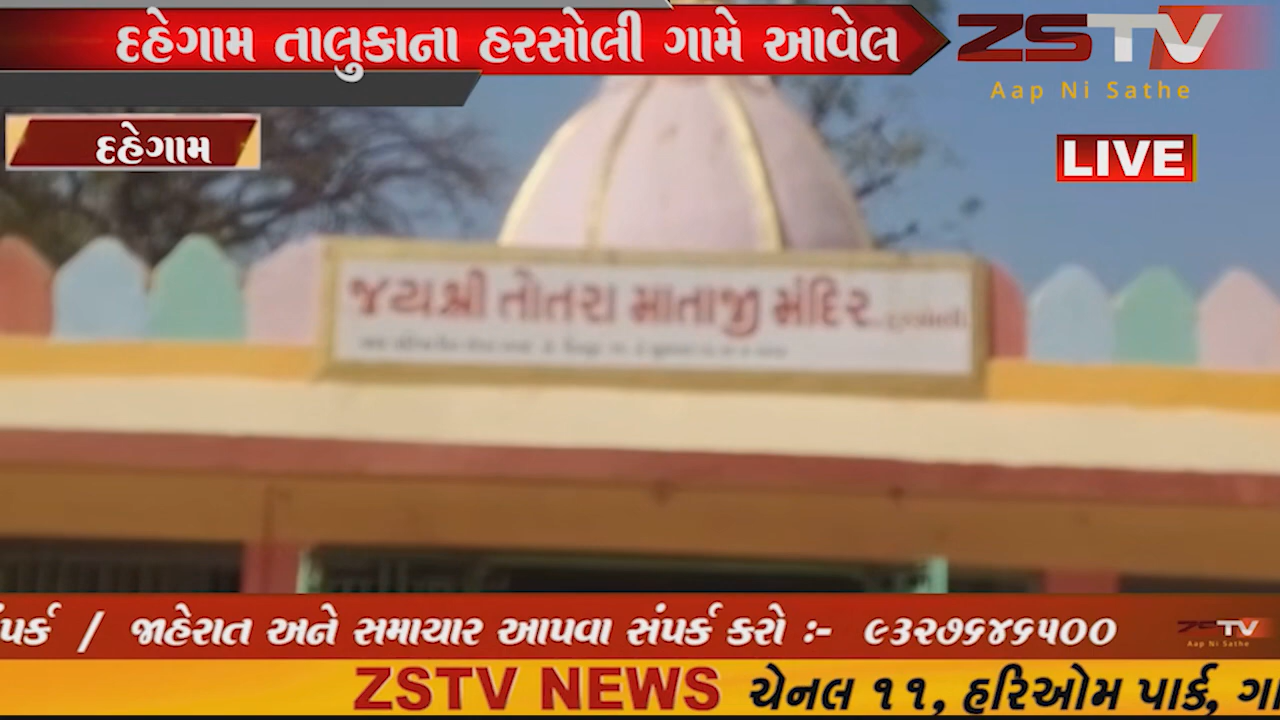 દહેગામ તાલુકાના હરસોલી ગામે આવેલ
ZSTV
Aap Ni Sathe
દહેગામ
LIVE
જયશ્રી તોતરા માતાજી મંદિર
સંપર્ક / જાહેરાત અને સમાચાર આપવા સંપર્ક કરો :- ૯૩૨૭૬૪૬૫૦૦
ZSTV
Aap Ni Sathe
ZSTV NEWS ચેનલ ૧૧, હરિઓમ પાર્ક, ગાં